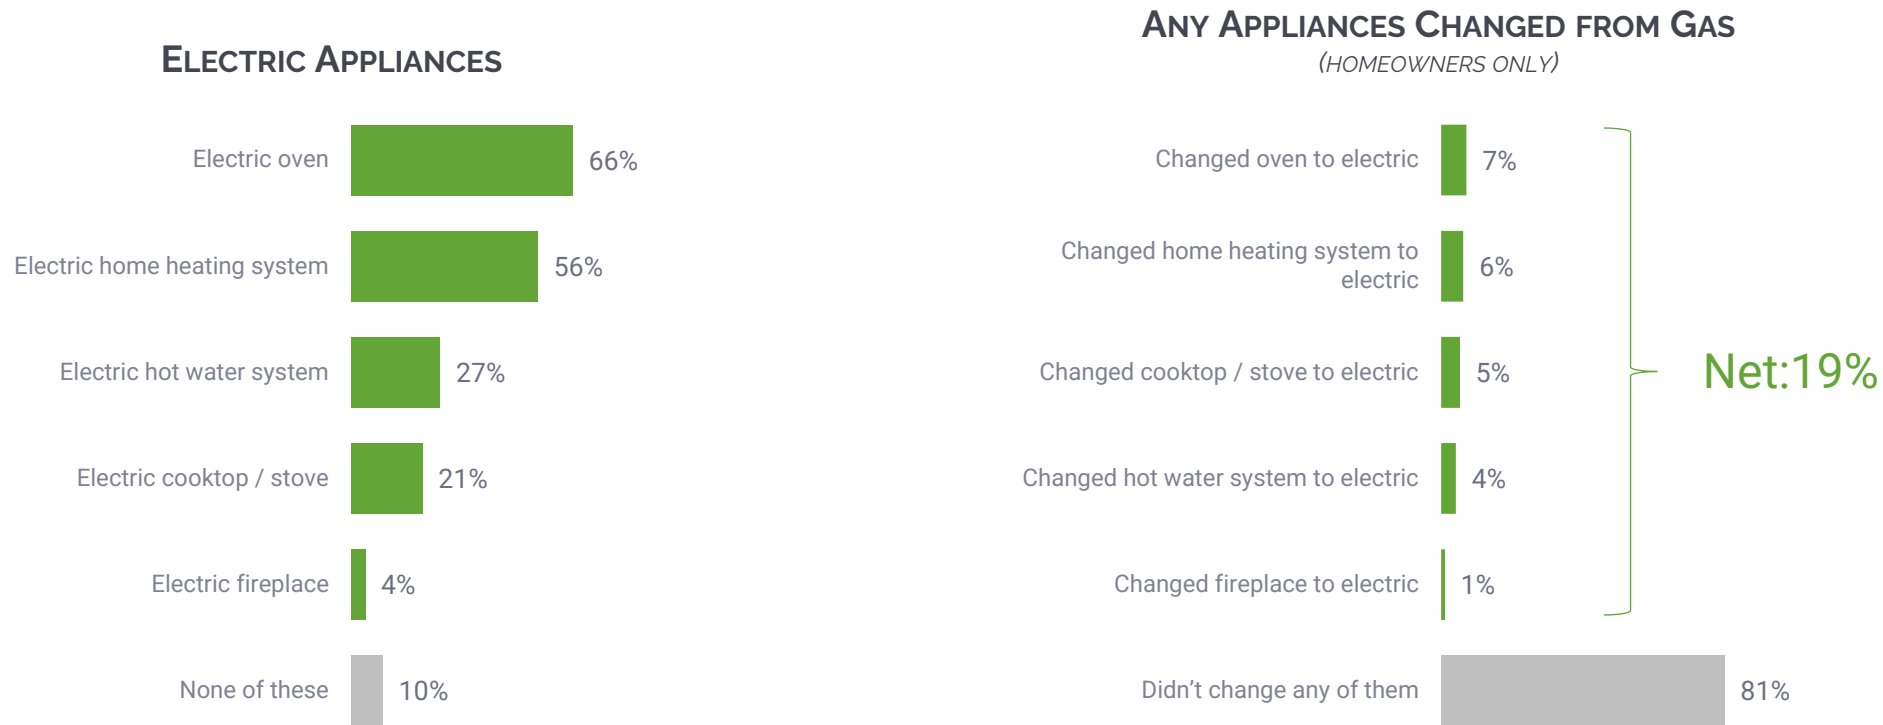 ELECTRIC APPLIANCES
Electric oven 66%
Electric home heating system 56%
Electric hot water system 27%
Electric cooktop / stove 21%
Electric fireplace 4%
None of these 10%
ANY APPLIANCES CHANGED FROM GAS
(HOMEOWNERS ONLY)
Changed oven to electric 7%
Changed home heating system to
electric 6%
Changed cooktop / stove to electric 5%
Changed hot water system to electric 4%
Changed fireplace to electric 1%
Didn’t change any of them 81%
Net:19%